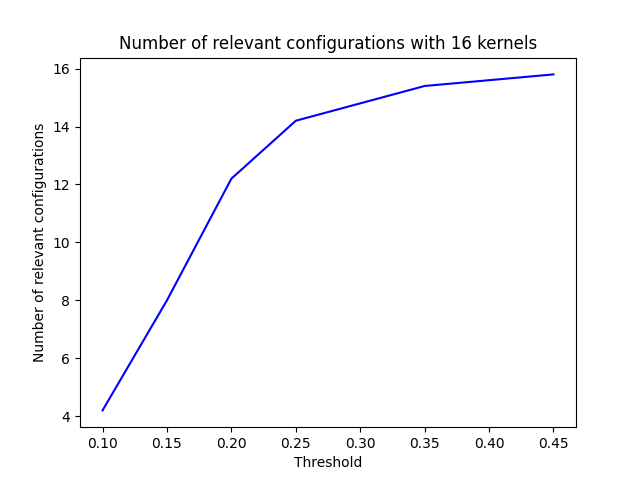 Number of relevant configurations with 16 kernels
Number of relevant configurations
16
14
12
10
8
6
4
0.10 0.15 0.20 0.25 0.30 0.35 0.40 0.45
Threshold